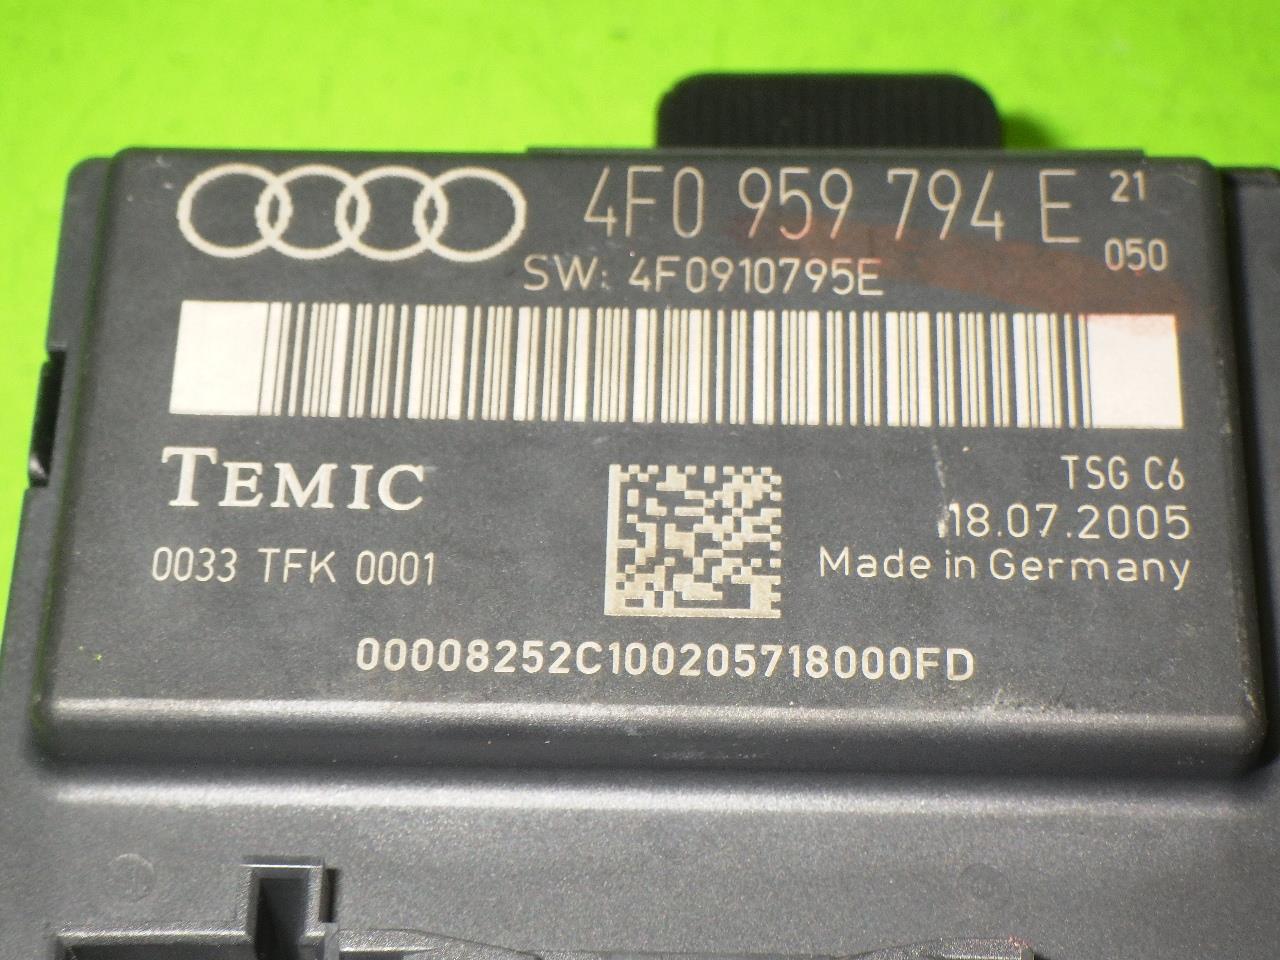 4F0 959 794 E 21
050
SW: 4F0910795E
TEMIC
TSG C6
18.07.2005
0033 TFK 0001
Made in Germany
00008252C100205718000FD